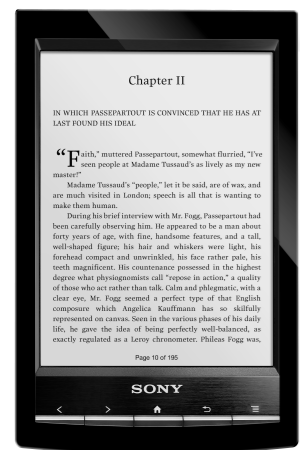 Chapter II
IN WHICH PASSEPARTOUT IS CONVINCED THAT HE HAS AT
LAST FOUND HIS IDEAL
“Faith,” muttered Passepartout, somewhat flurried, “I’ve
seen people at Madame Tussaud’s as lively as my new
master!”
Madame Tussaud’s “people,” let it be said, are of wax, and
are much visited in London; speech is all that is wanting to
make them human.
During his brief interview with Mr. Fogg, Passepartout had
been carefully observing him. He appeared to be a man about
forty years of age, with fine, handsome features, and a tall,
well-shaped figure; his hair and whiskers were light, his
forehead compact and unwrinkled, his face rather pale, his
teeth magnificent. His countenance possessed in the highest
degree what physiognomists call “repose in action,” a quality
of those who act rather than talk. Calm and phlegmatic, with a
clear eye, Mr. Fogg seemed a perfect type of that English
composure which Angelica Kauffmann has so skilfully
represented on canvas. Seen in the various phases of his daily
life, he gave the idea of being perfectly well-balanced, as
exactly regulated as a Leroy chronometer. Phileas Fogg was,
Page 10 of 195
SONY